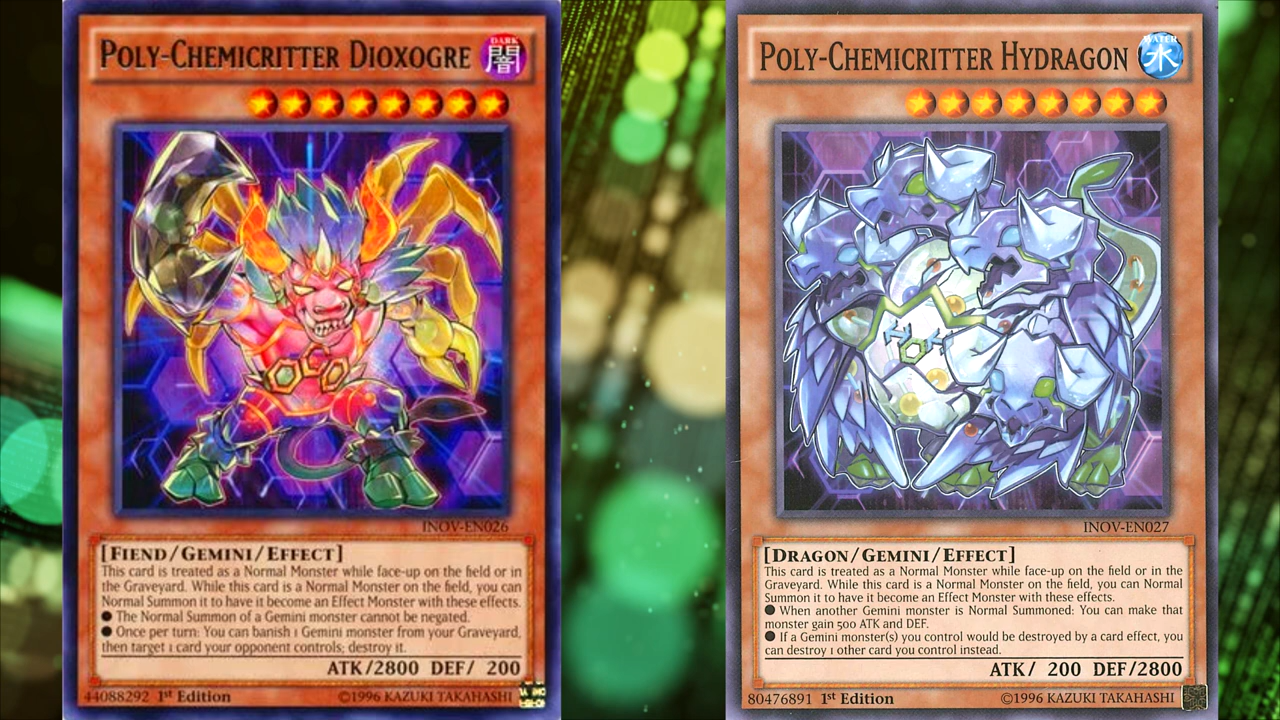 POLY-CHEMICRITTER DIOXOGRE
DARK
闇
INOV-EN026
[FIEND/GEMINI/EFFECT]
This card is treated as a Normal Monster while face-up on the field or in
the Graveyard. While this card is a Normal Monster on the field, you can
Normal Summon it to have it become an Effect Monster with these effects.
● The Normal Summon of a Gemini monster cannot be negated.
● Once per turn: You can banish 1 Gemini monster from your Graveyard,
then target 1 card your opponent controls; destroy it.
ATK/2800 DEF/ 200
44088292 1st Edition ©1996 KAZUKI TAKAHASHI
POLY-CHEMICRITTER HYDRAGON
WATER
水
INOV-EN027
[DRAGON/GEMINI/EFFECT]
This card is treated as a Normal Monster while face-up on the field or in the
Graveyard. While this card is a Normal Monster on the field, you can Normal
Summon it to have it become an Effect Monster with these effects.
● When another Gemini monster is Normal Summoned: You can make that
monster gain 500 ATK and DEF.
● If a Gemini monster(s) you control would be destroyed by a card effect, you
can destroy 1 other card you control instead.
ATK/ 200 DEF/2800
80476891 1st Edition ©1996 KAZUKI TAKAHASHI